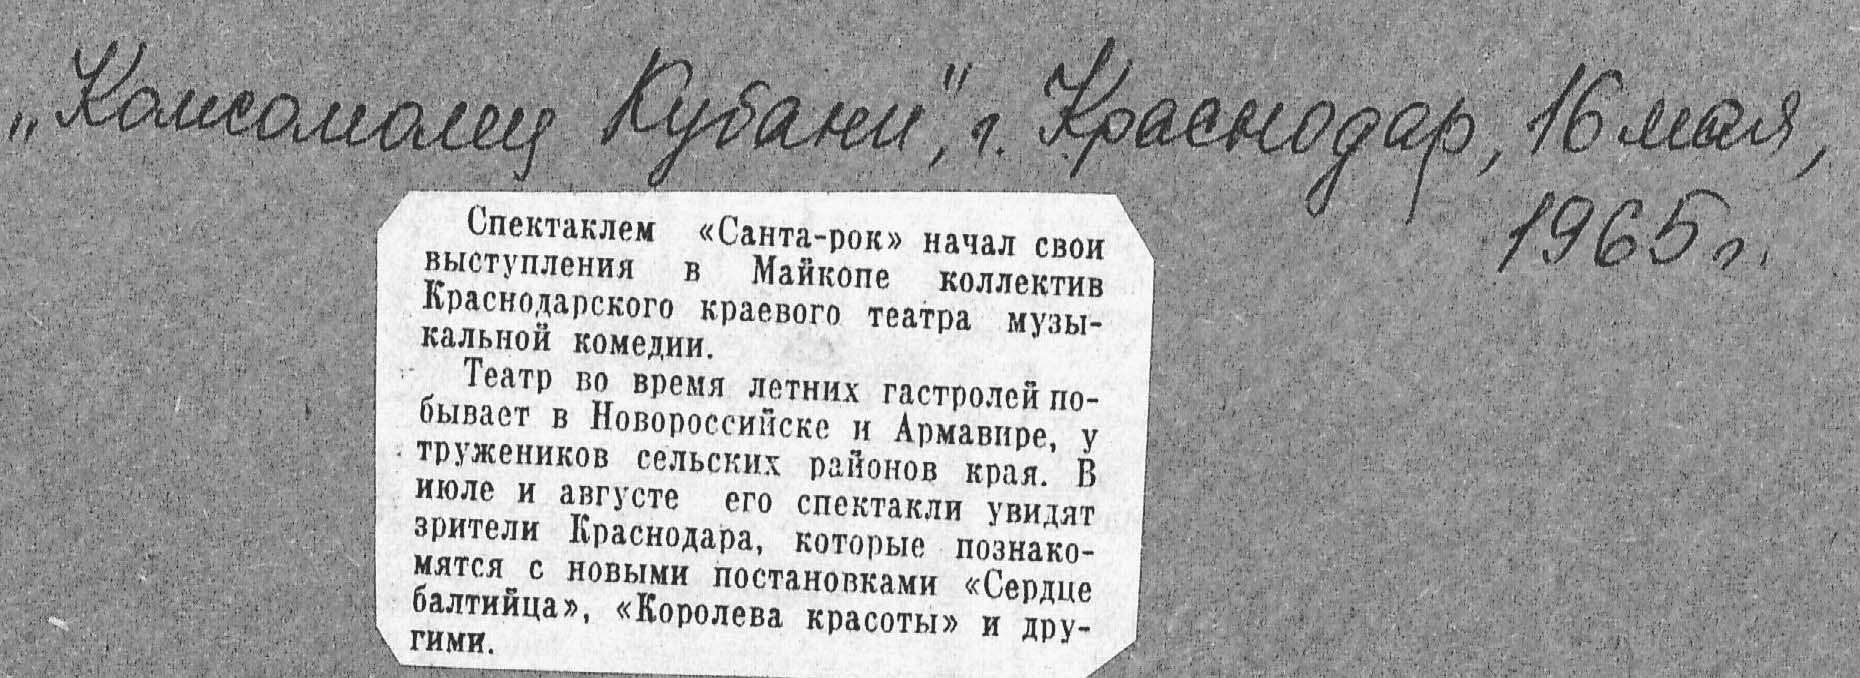 „Комсомолец Кубани", г. Краснодар, 16 мая,
1965 г.
Спектаклем «Санта-рок» начал свои
выступления в Майкопе коллектив
Краснодарского краевого театра музы-
кальной комедии.
Театр во время летних гастролей по-
бывает в Новороссийске и Армавире, у
тружеников сельских районов края. В
июле и августе его спектакли увидят
зрители Краснодара, которые познако-
мятся с новыми постановками «Сердце
балтийца», «Королева красоты» и дру-
гими.